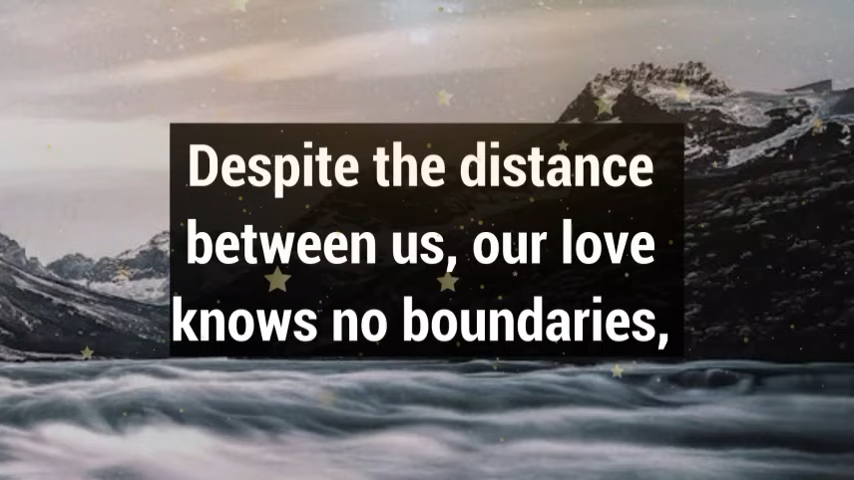 Despite the distance
between us, our love
knows no boundaries,